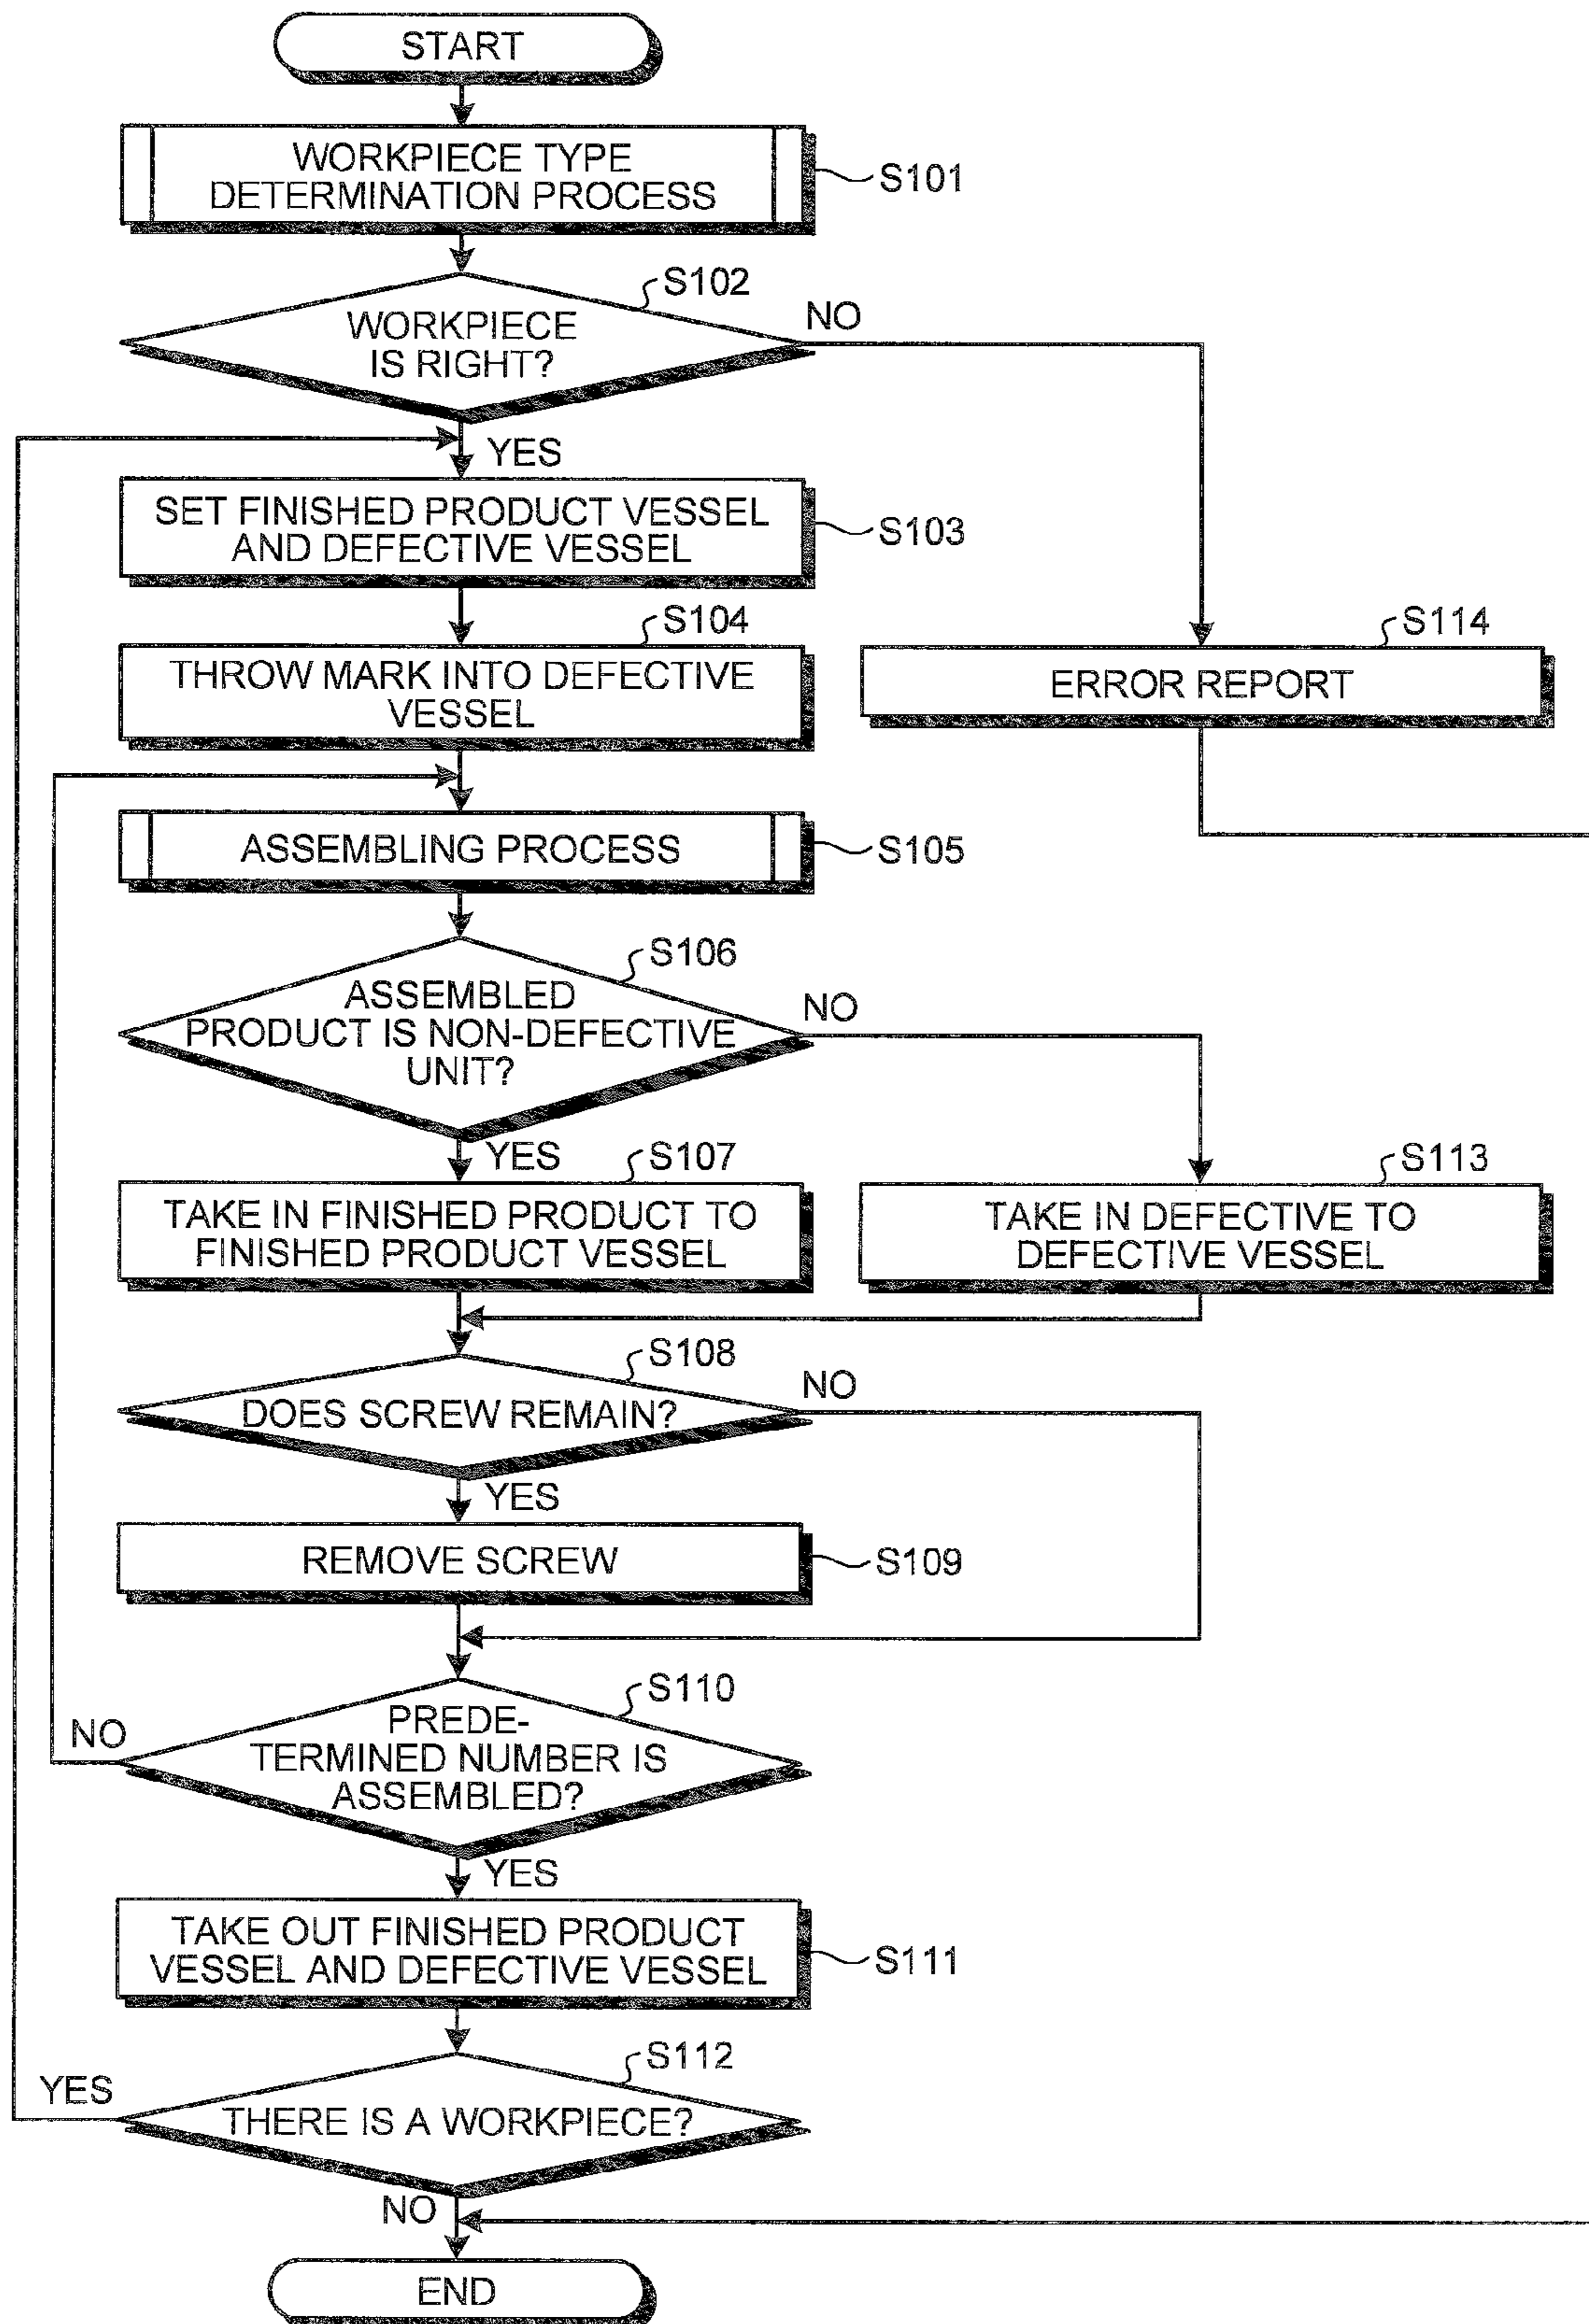 START
WORKPIECE TYPE
DETERMINATION PROCESS
S101
S102
WORKPIECE
IS RIGHT?
NO
YES
SET FINISHED PRODUCT VESSEL
AND DEFECTIVE VESSEL
S103
S104
THROW MARK INTO DEFECTIVE
VESSEL
S114
ERROR REPORT
ASSEMBLING PROCESS
S105
S106
ASSEMBLED
PRODUCT IS NON-DEFECTIVE
UNIT?
NO
YES
S107
TAKE IN FINISHED PRODUCT TO
FINISHED PRODUCT VESSEL
S113
TAKE IN DEFECTIVE TO
DEFECTIVE VESSEL
S108
DOES SCREW REMAIN?
NO
YES
REMOVE SCREW
S109
S110
PREDE-
TERMINED NUMBER IS
ASSEMBLED?
NO
YES
TAKE OUT FINISHED PRODUCT
VESSEL AND DEFECTIVE VESSEL
S111
S112
THERE IS A WORKPIECE?
YES
NO
END